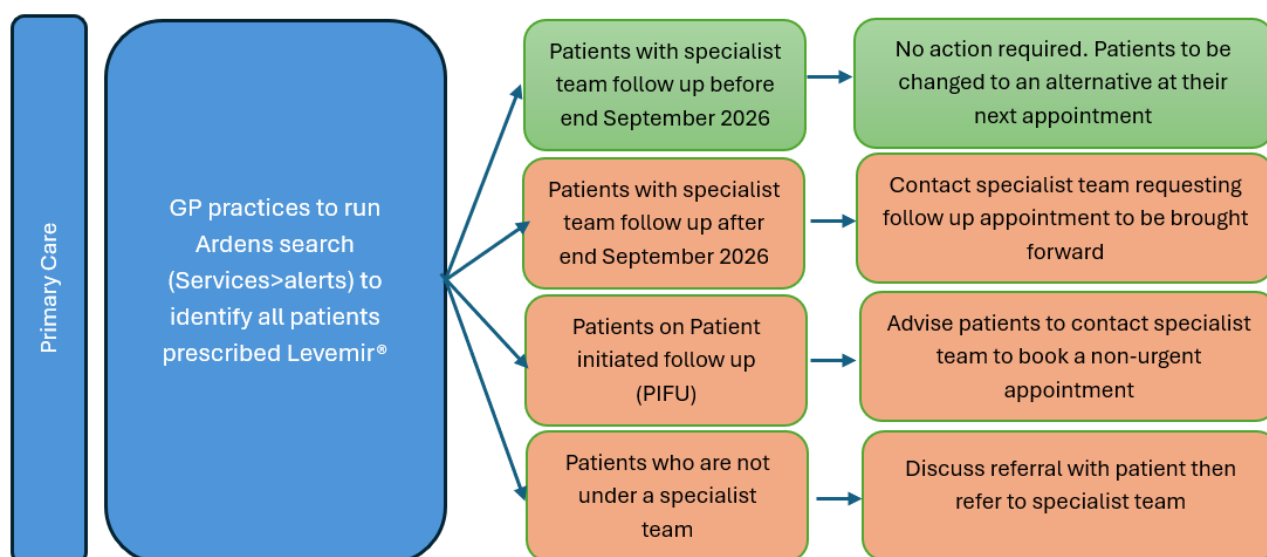 Primary Care
GP practices to run
Ardens search
(Services>alerts) to
identify all patients
prescribed Levemir®
Patients with specialist
team follow up before
end September 2026
No action required. Patients to be
changed to an alternative at their
next appointment
Patients with specialist
team follow up after
end September 2026
Contact specialist team requesting
follow up appointment to be brought
forward
Patients on Patient
initiated follow up
(PIFU)
Advise patients to contact specialist
team to book a non-urgent
appointment
Patients who are not
under a specialist
team
Discuss referral with patient then
refer to specialist team